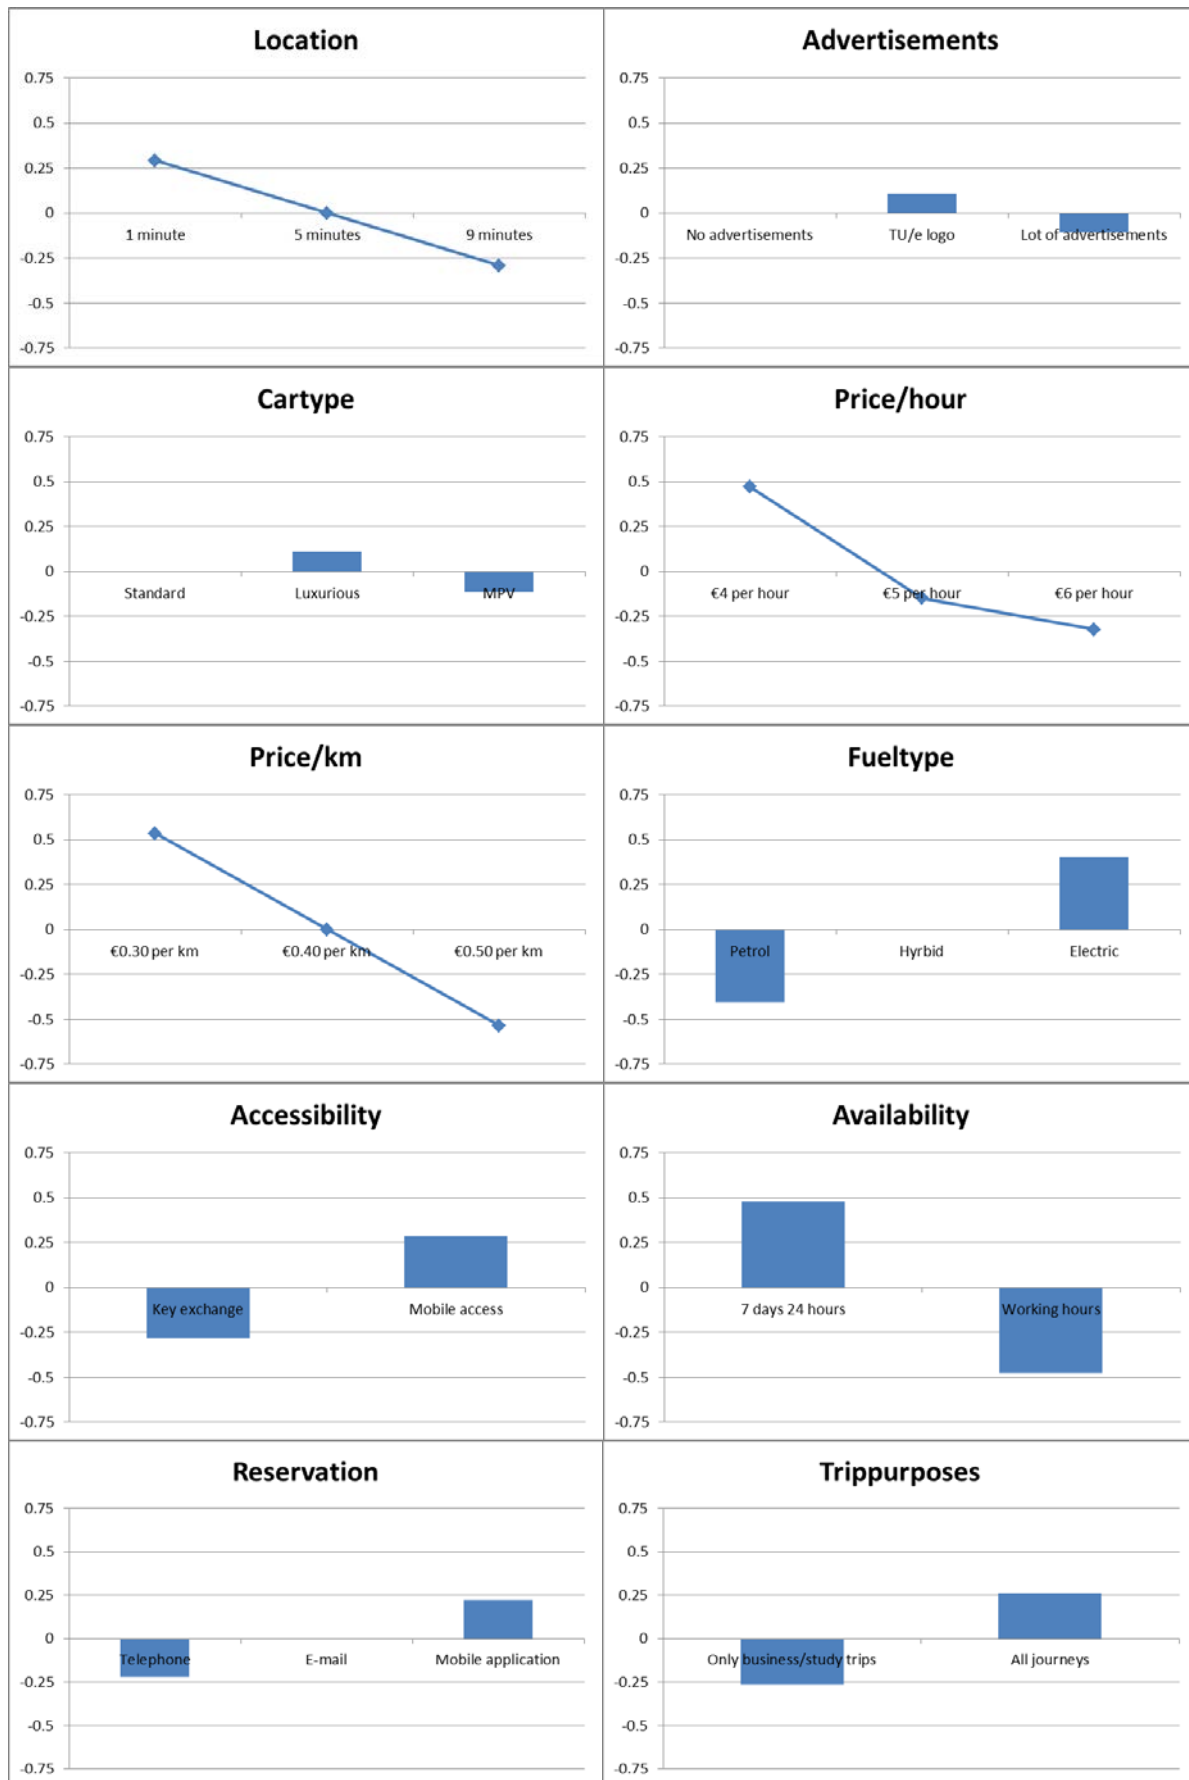 Location
0.75
0.5
0.25
0
-0.25
-0.5
-0.75
1 minute
5 minutes
9 minutes
Advertisements
0.75
0.5
0.25
0
-0.25
-0.5
-0.75
No advertisements
TU/e logo
Lot of advertisements
Cartype
0.75
0.5
0.25
0
-0.25
-0.5
-0.75
Standard
Luxurious
MPV
Price/hour
0.75
0.5
0.25
0
-0.25
-0.5
-0.75
€4 per hour
€5 per hour
€6 per hour
Price/km
0.75
0.5
0.25
0
-0.25
-0.5
-0.75
€0.30 per km
€0.40 per km
€0.50 per km
Fueltype
0.75
0.5
0.25
0
-0.25
-0.5
-0.75
Petrol
Hyrbid
Electric
Accessibility
0.75
0.5
0.25
0
-0.25
-0.5
-0.75
Key exchange
Mobile access
Availability
0.75
0.5
0.25
0
-0.25
-0.5
-0.75
7 days 24 hours
Working hours
Reservation
0.75
0.5
0.25
0
-0.25
-0.5
-0.75
Telephone
E-mail
Mobile application
Trippurposes
0.75
0.5
0.25
0
-0.25
-0.5
-0.75
Only business/study trips
All journeys